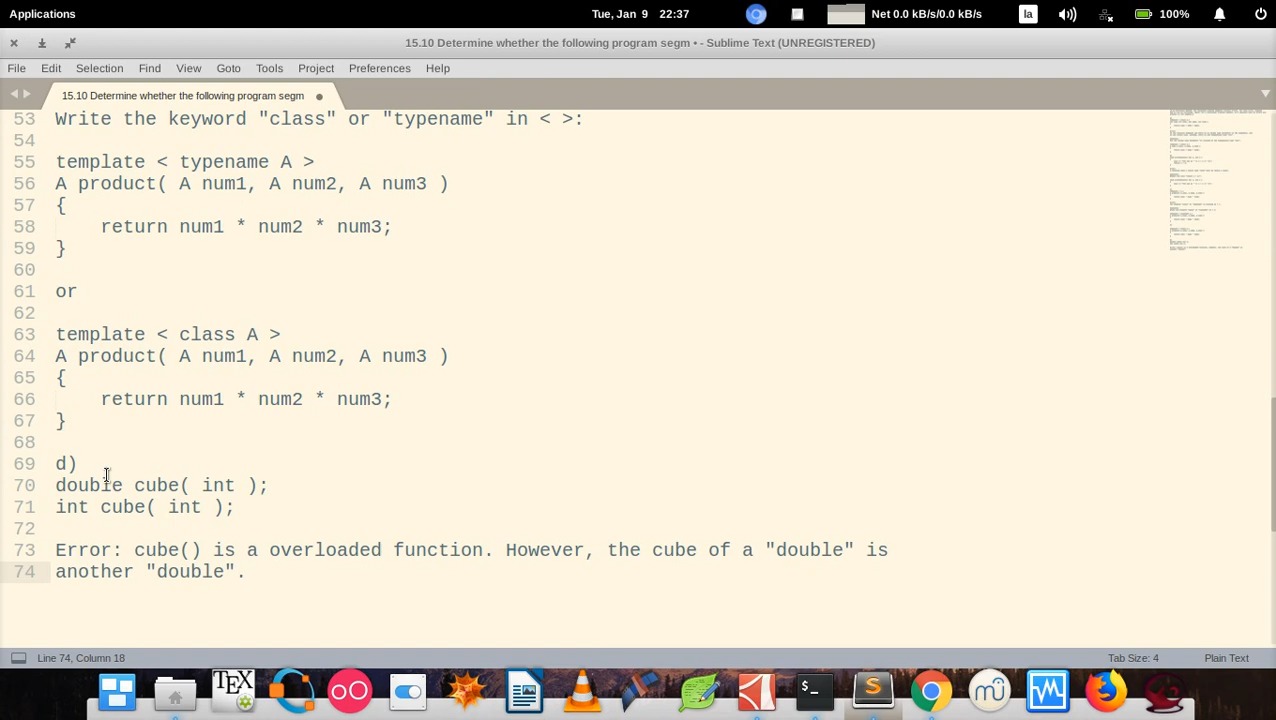 Applications
Tue, Jan 9 22:37
Net 0.0 kB/s/0.0 kB/s
la
100%
15.10 Determine whether the following program segm • - Sublime Text (UNREGISTERED)
File Edit Selection Find View Goto Tools Project Preferences Help
15.10 Determine whether the following program segm
53 Write the keyword "class" or "typename" in < >:
54
55 template < typename A >
56 A product( A num1, A num2, A num3 )
57 {
58     return num1 * num2 * num3;
59 }
60
61 or
62
63 template < class A >
64 A product( A num1, A num2, A num3 )
65 {
66     return num1 * num2 * num3;
67 }
68
69 d)
70 double cube( int );
71 int cube( int );
72
73 Error: cube() is a overloaded function. However, the cube of a "double" is
74 another "double".
Line 74, Column 18
Tab Size: 4
Plain Text
TEX
S
mü